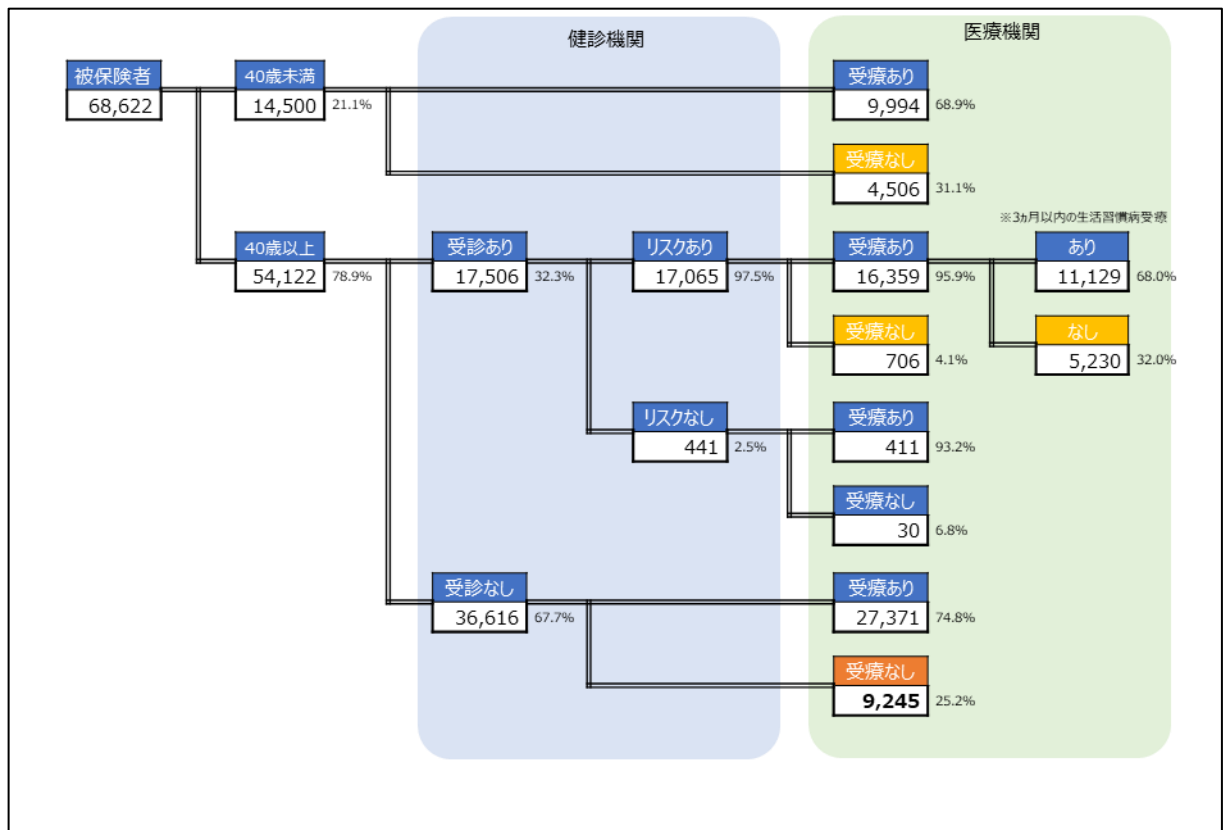 健診機関
医療機関
被保険者
40歳未満
受療あり
68,622
14,500 21.1%
9,994 68.9%
受療なし
4,506 31.1%
※3ヵ月以内の生活習慣病受療
40歳以上
受診あり
リスクあり
受療あり
あり
54,122 78.9%
17,506 32.3%
17,065 97.5%
16,359 95.9%
11,129 68.0%
受療なし
なし
706 4.1%
5,230 32.0%
リスクなし
受療あり
441 2.5%
411 93.2%
受療なし
30 6.8%
受診なし
受療あり
36,616 67.7%
27,371 74.8%
受療なし
9,245 25.2%